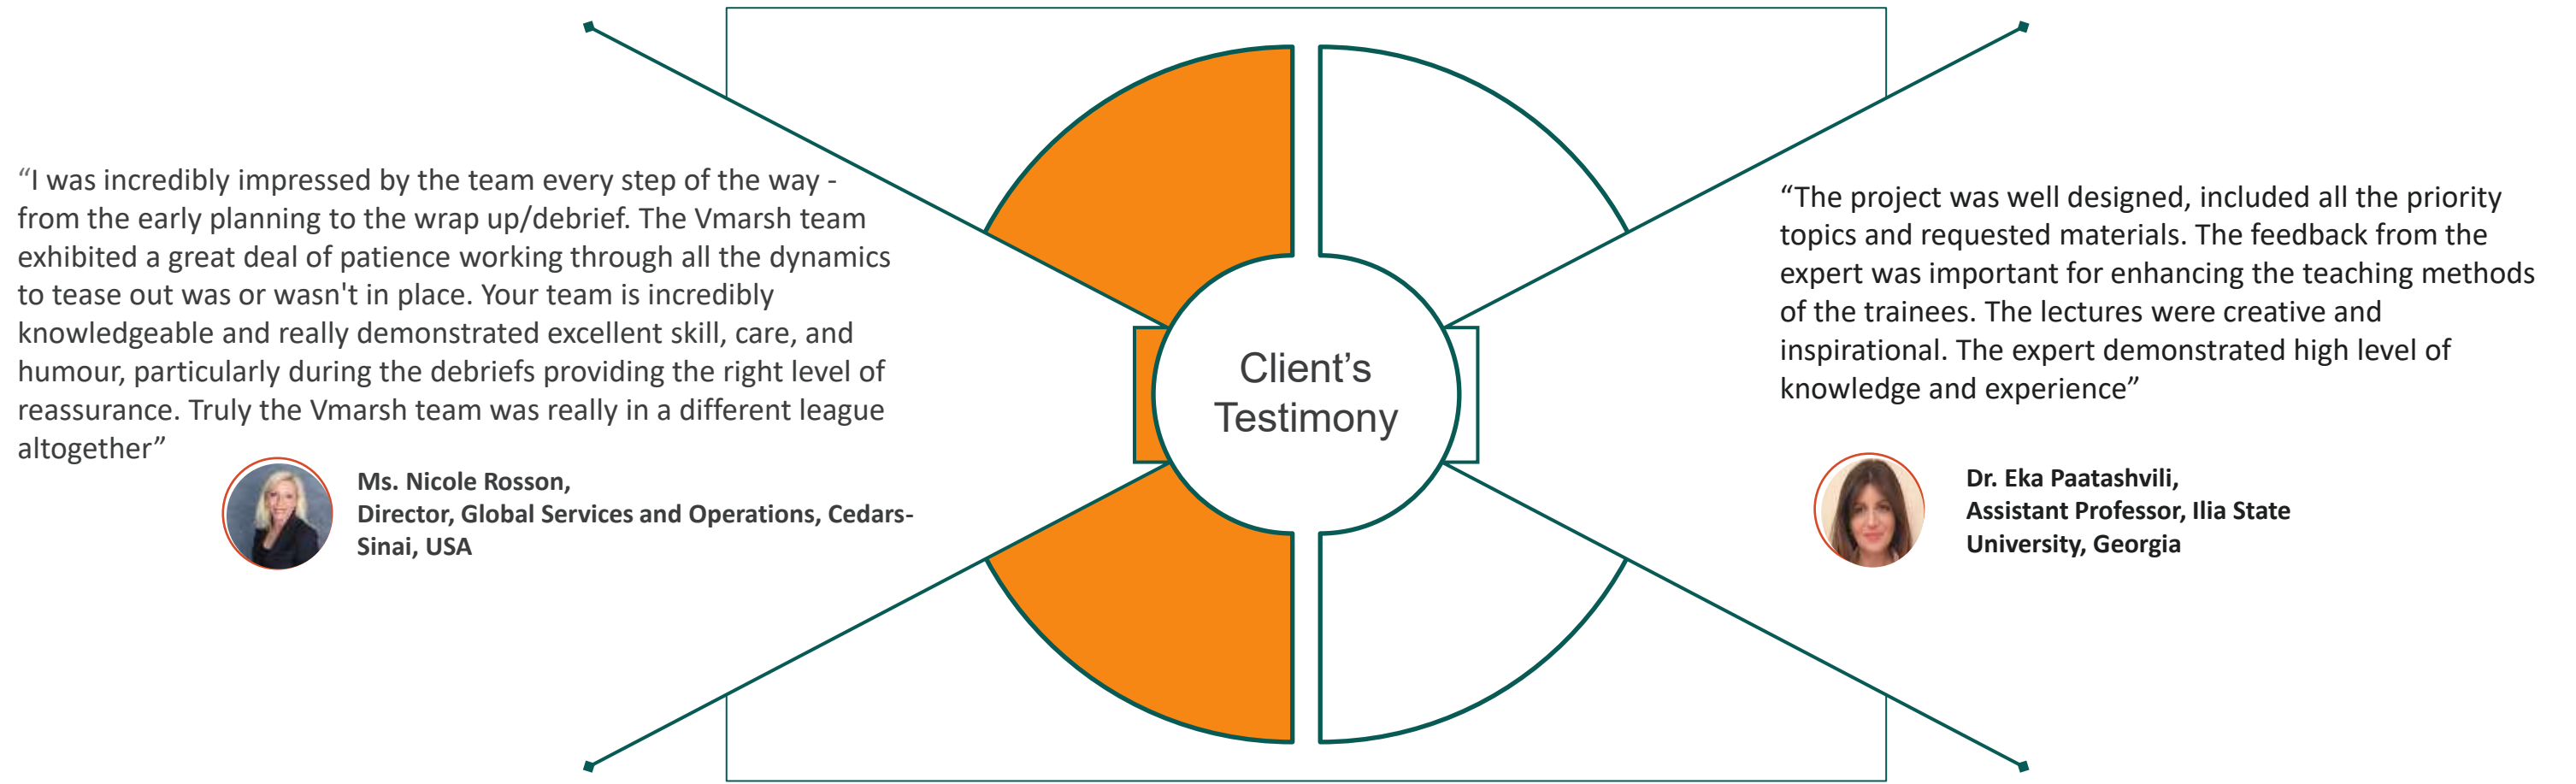 “I was incredibly impressed by the team every step of the way -
from the early planning to the wrap up/debrief. The Vmarsh team
exhibited a great deal of patience working through all the dynamics
to tease out was or wasn't in place. Your team is incredibly
knowledgeable and really demonstrated excellent skill, care, and
humour, particularly during the debriefs providing the right level of
reassurance. Truly the Vmarsh team was really in a different league
altogether”
Ms. Nicole Rosson,
Director, Global Services and Operations, Cedars-
Sinai, USA
Client’s
Testimony
“The project was well designed, included all the priority
topics and requested materials. The feedback from the
expert was important for enhancing the teaching methods
of the trainees. The lectures were creative and
inspirational. The expert demonstrated high level of
knowledge and experience”
Dr. Eka Paatashvili,
Assistant Professor, Ilia State
University, Georgia